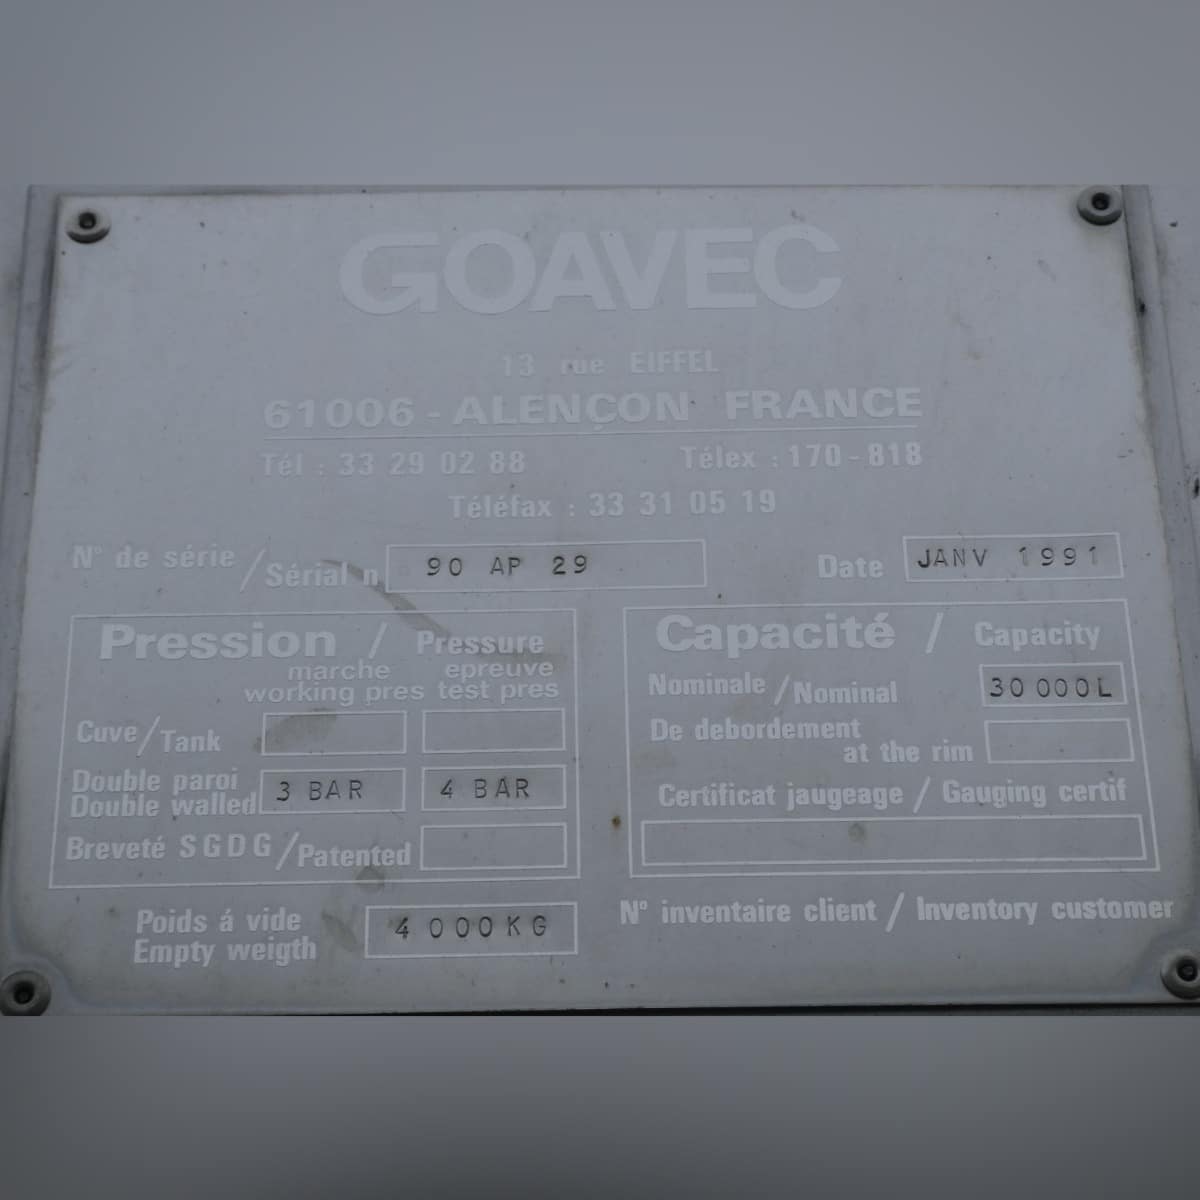 GOAVEC
13 rue EIFFEL
61006 - ALENÇON FRANCE
Tél : 33 29 02 88 Télex : 170 - 818
Téléfax : 33 31 05 19
N° de série / Sérial n 90 AP 29 Date JANV 1991
Pression / Pressure
marche epreuve
working pres test pres
Cuve / Tank
Double paroi
Double walled 3 BAR 4 BAR
Breveté S G D G / Patented
Poids á vide
Empty weigth 4 000 KG
Capacité / Capacity
Nominale / Nominal 30 000 L
De debordement
at the rim
Certificat jaugeage / Gauging certif
N° inventaire client / Inventory customer